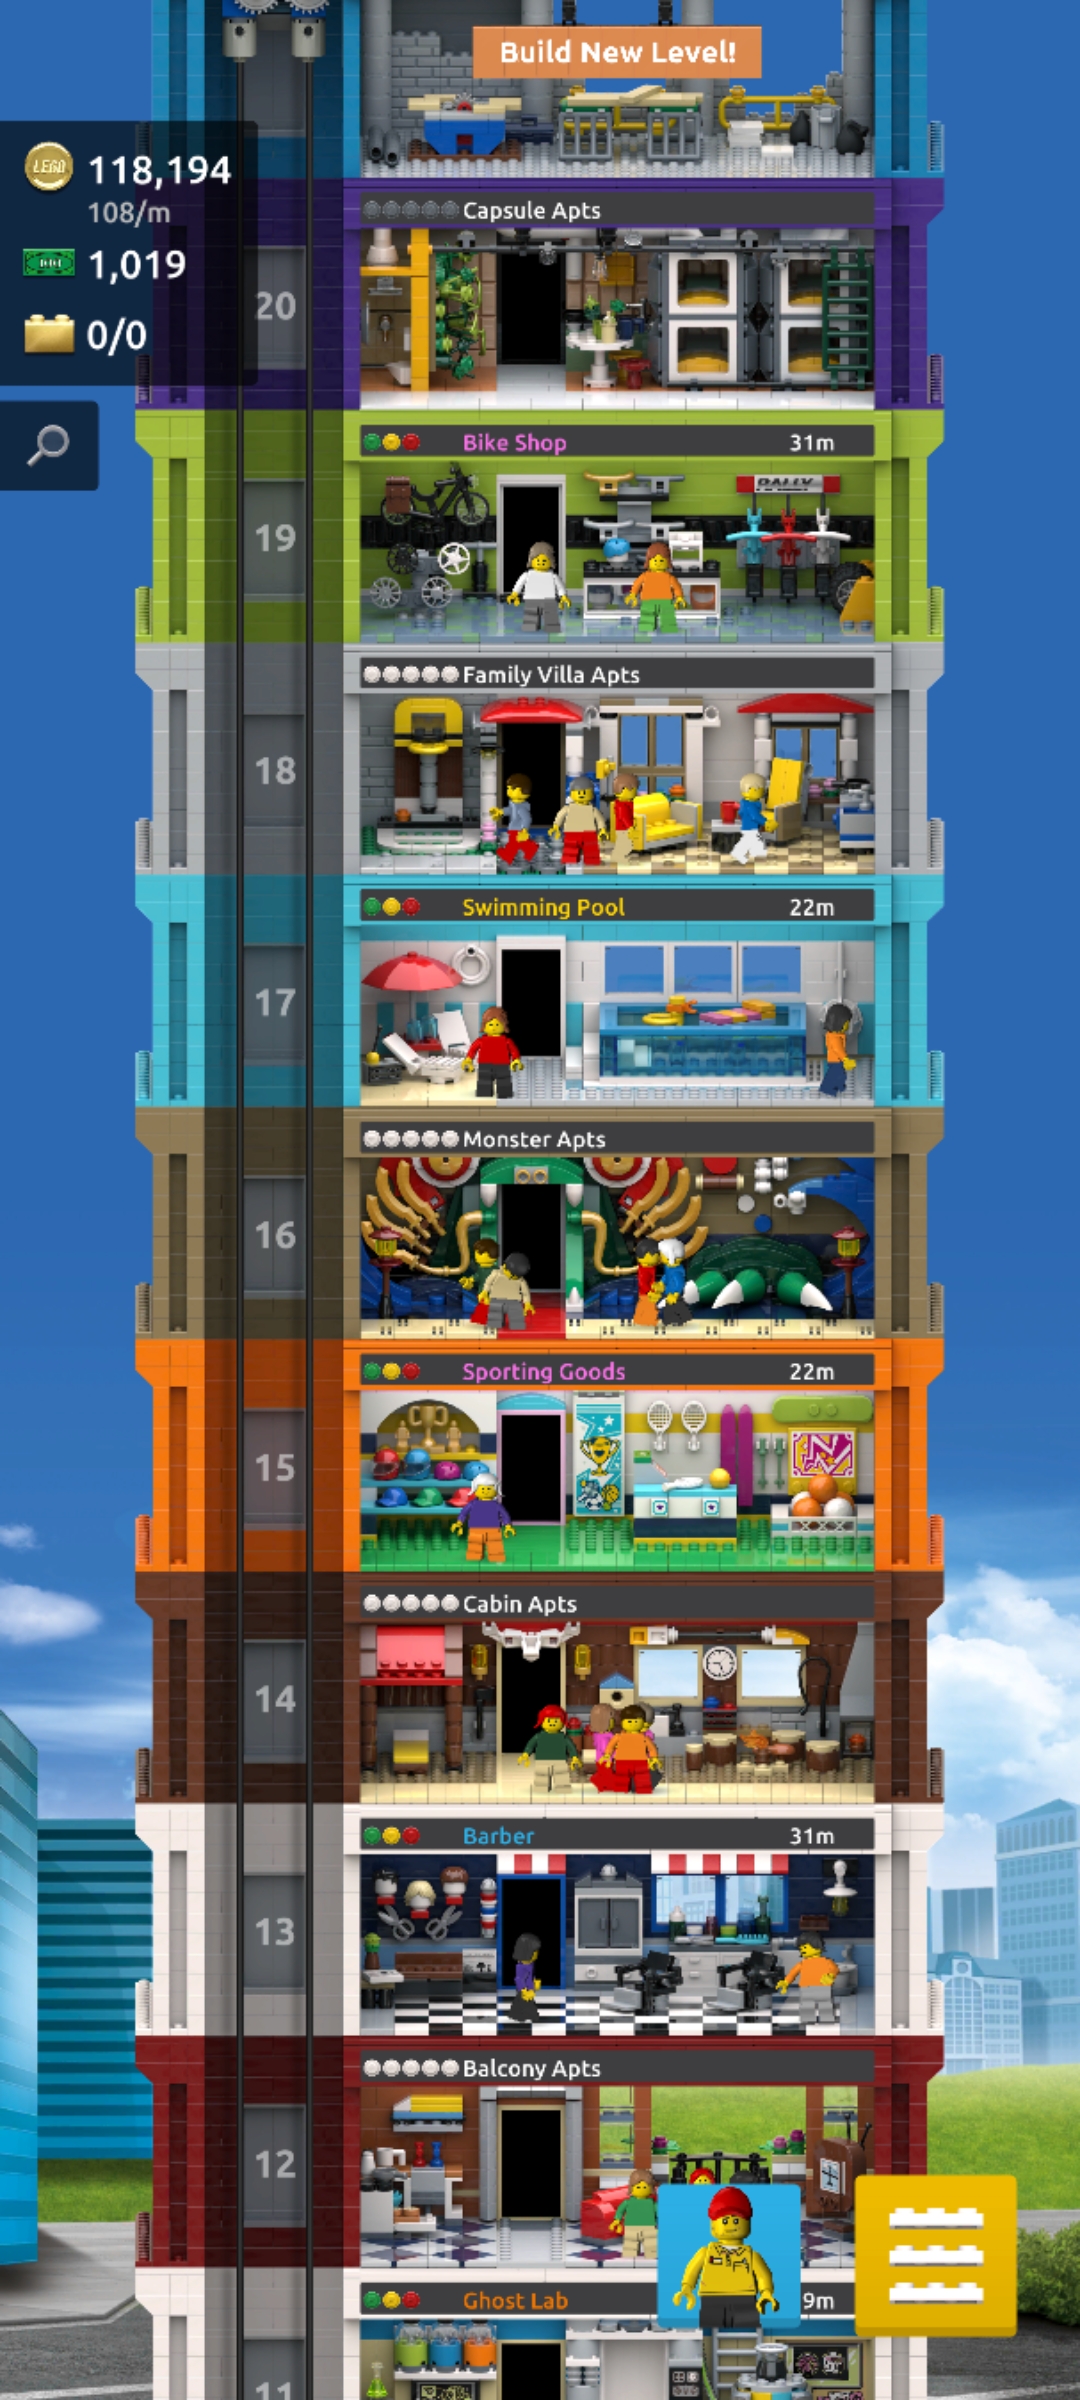 Build New Level!
LEGO
118,194
108/m
1,019
0/0
Capsule Apts
20
Bike Shop 31m
RALLY
19
Family Villa Apts
18
Swimming Pool 22m
17
Monster Apts
16
Sporting Goods 22m
15
Cabin Apts
14
Barber 31m
13
Balcony Apts
12
Ghost Lab 9m
11